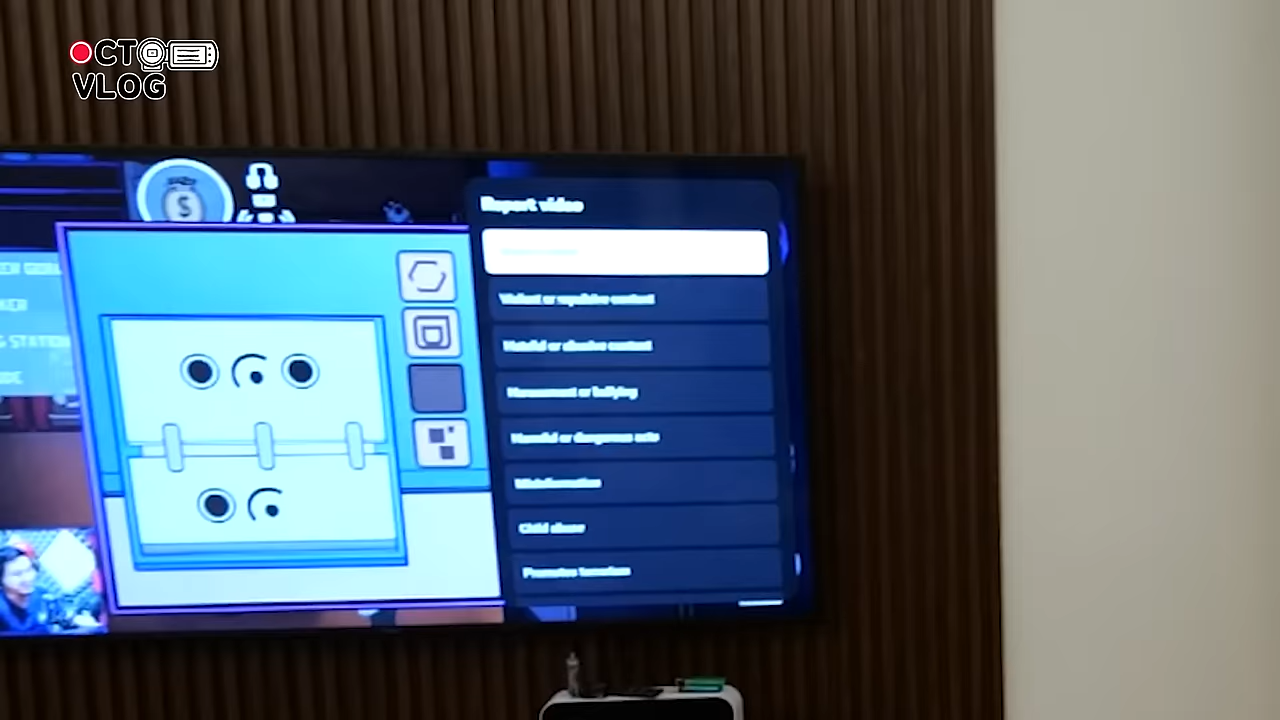 OCTO
VLOG
$
Report video
Violent or repulsive content
Hateful or abusive content
Harassment or bullying
Harmful or dangerous acts
Misinformation
Child abuse
Promotes terrorism